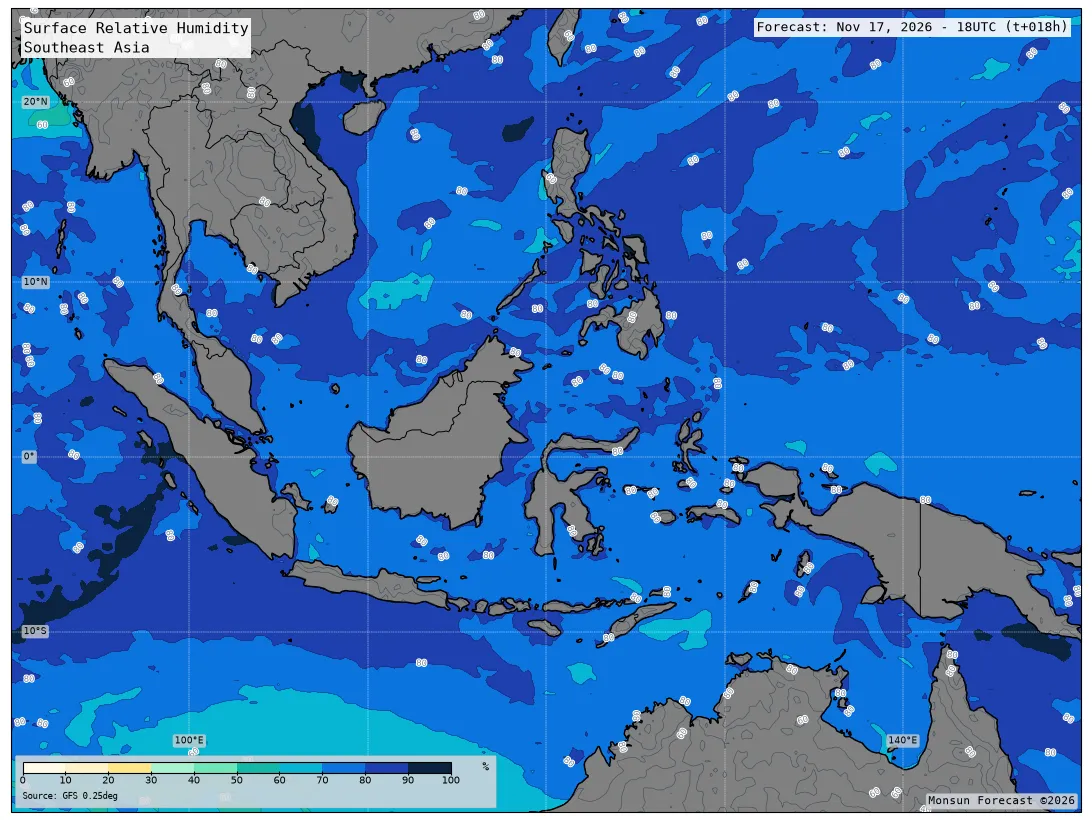 Surface Relative Humidity
Southeast Asia
Forecast: Nov 17, 2026 - 18UTC (t+018h)
20°N
10°N
0°
10°S
100°E
140°E
0 10 20 30 40 50 60 70 80 90 100
%
Source: GFS 0.25deg
Monsun Forecast ©2026